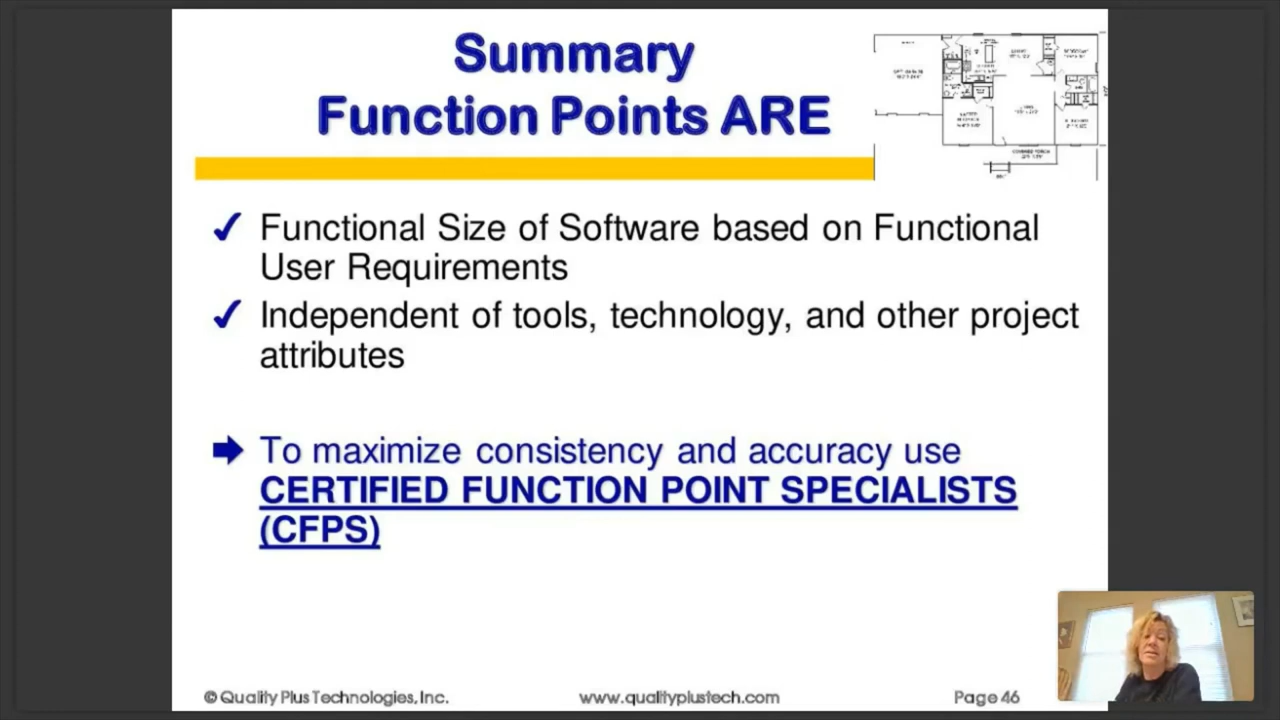 Summary
Function Points ARE
✓ Functional Size of Software based on Functional
User Requirements
✓ Independent of tools, technology, and other project
attributes
➡ To maximize consistency and accuracy use
CERTIFIED FUNCTION POINT SPECIALISTS
(CFPS)
© Quality Plus Technologies, Inc. www.qualityplustech.com Page 46